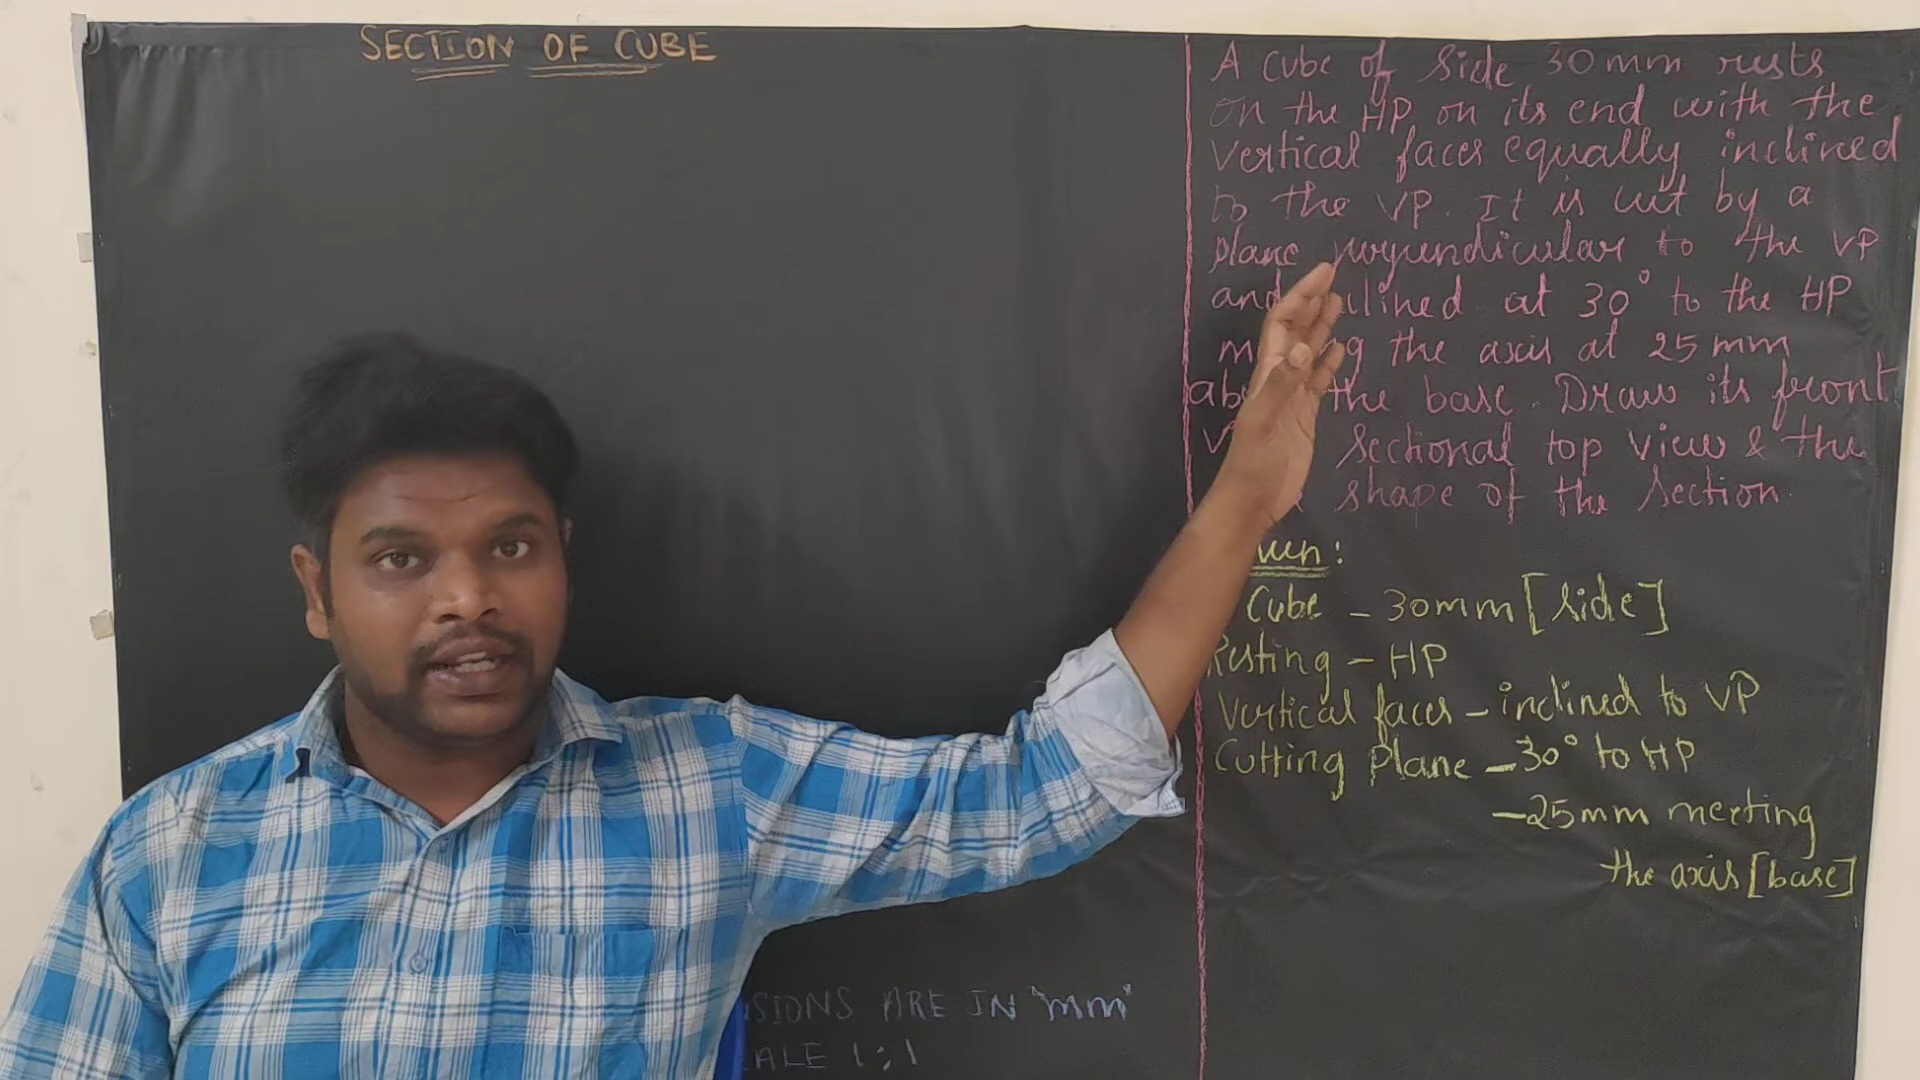 SECTION OF CUBE
A cube of side 30mm rests
on the HP on its end with the
vertical faces equally inclined
to the VP. It is cut by a
plane perpendicular to the VP
and inclined at 30° to the HP
the axis at 25mm
the base. Draw its front
sectional top view & the
shape of the section.
Cube - 30mm [side]
Resting - HP
Vertical faces - inclined to VP
Cutting plane - 30° to HP
- 25mm meeting
the axis [base]
ARE IN "mm"
1:1